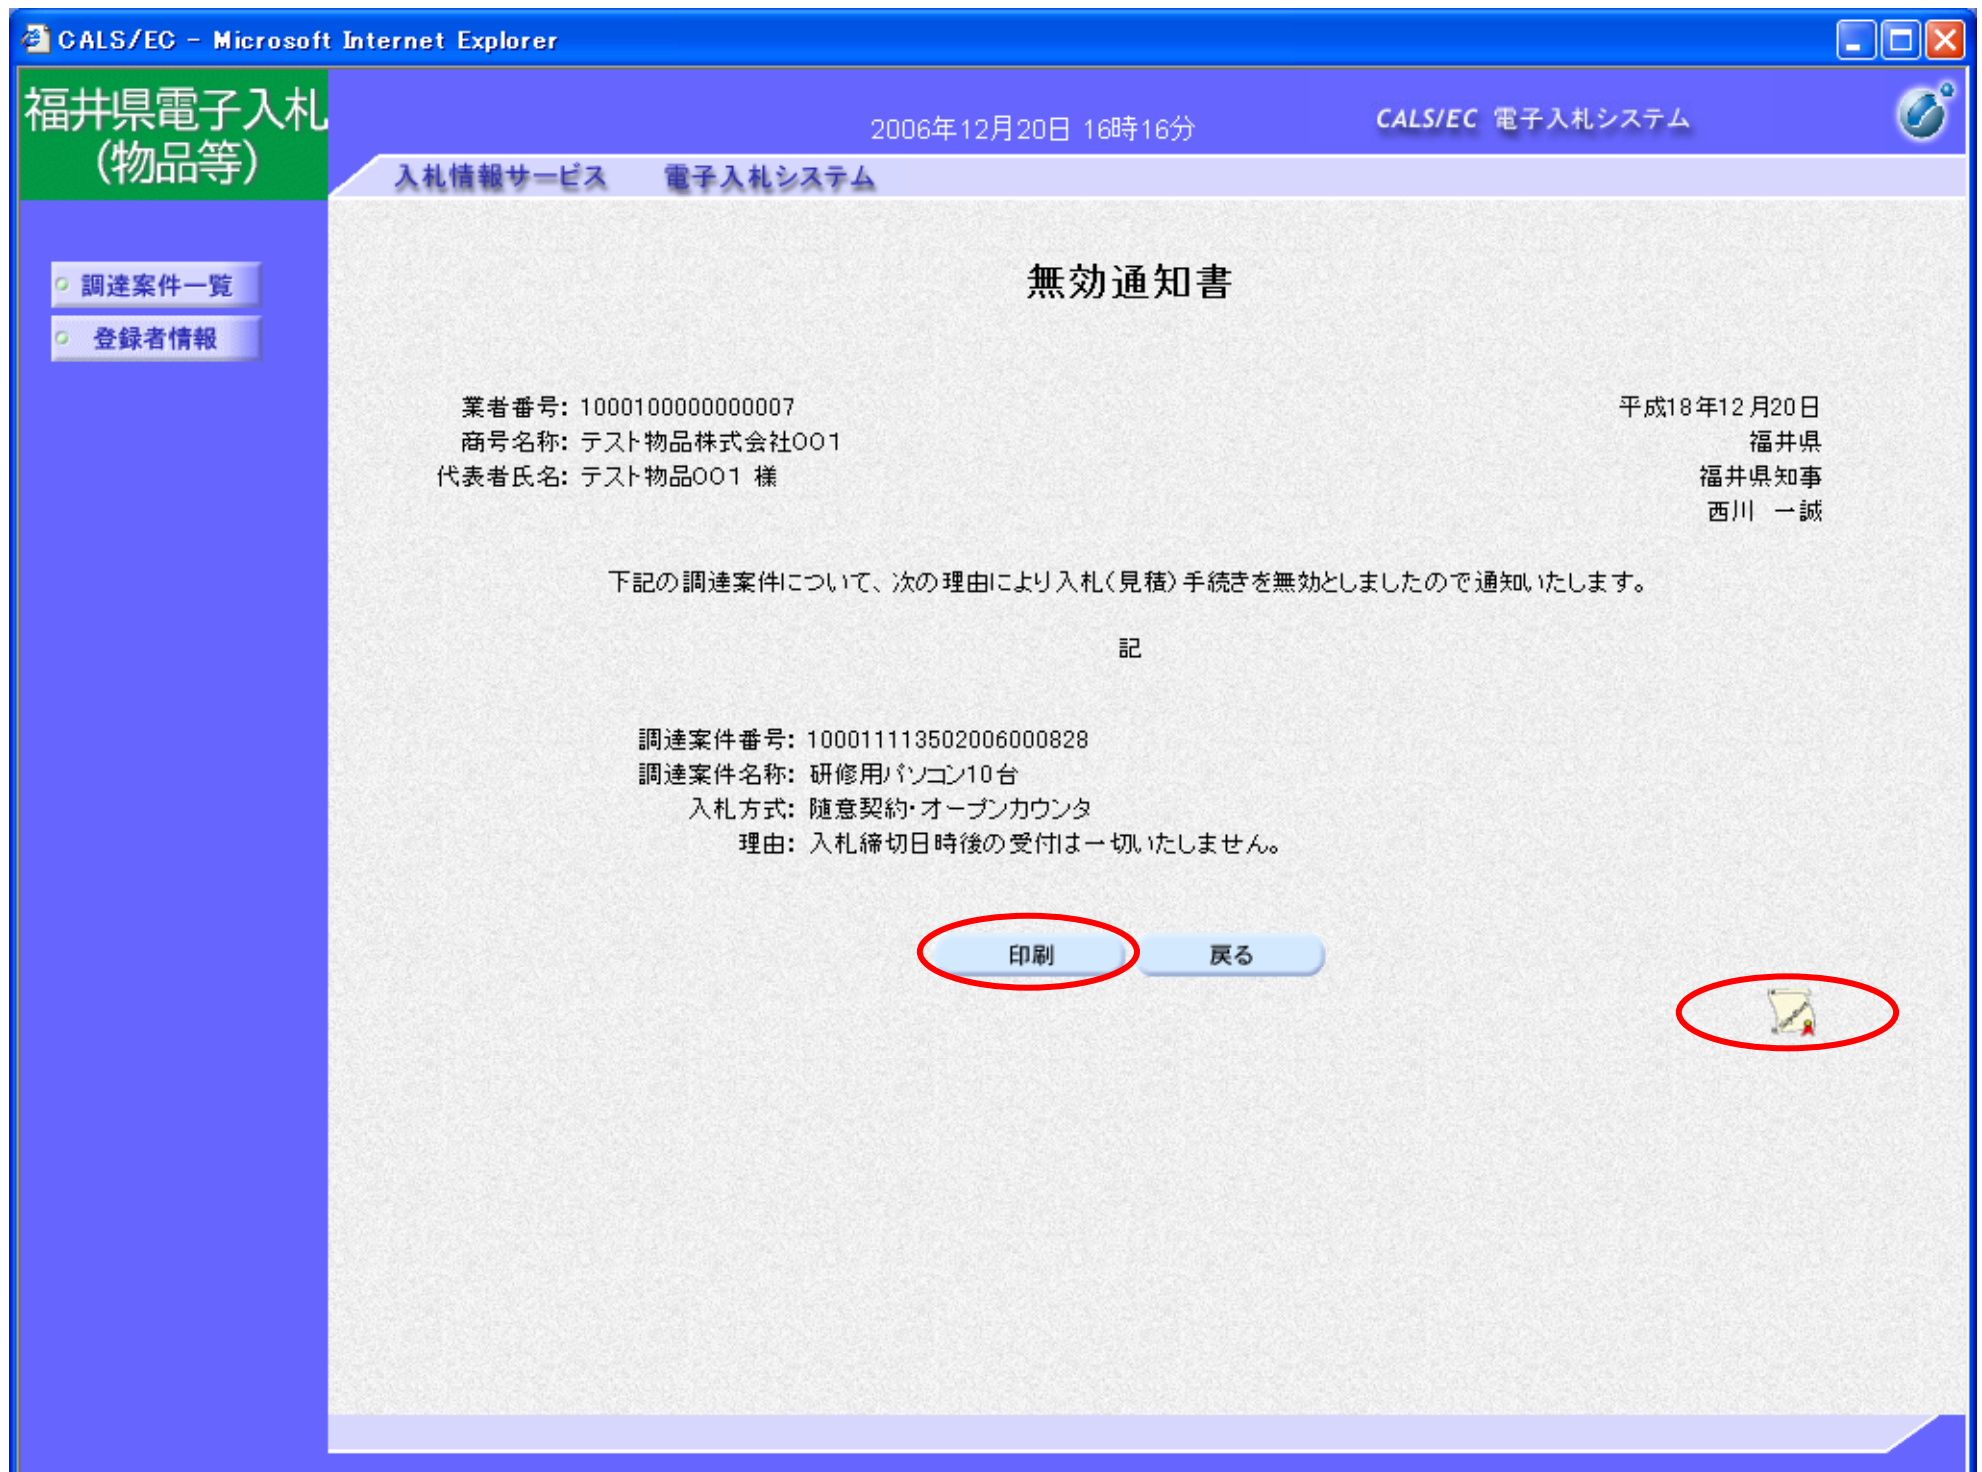 CALS/EC - Microsoft Internet Explorer
福井県電子入札
(物品等)
2006年12月20日 16時16分
CALS/EC 電子入札システム
入札情報サービス 電子入札システム
調達案件一覧
登録者情報
無効通知書
業者番号: 1000100000000007
商号名称: テスト物品株式会社001
代表者氏名: テスト物品001 様
平成18年12月20日
福井県
福井県知事
西川 一誠
下記の調達案件について、次の理由により入札(見積)手続きを無効としましたので通知いたします。
記
調達案件番号: 1000111135020060​00828
調達案件名称: 研修用パソコン10台
入札方式: 随意契約・オープンカウンタ
理由: 入札締切日時後の受付は一切いたしません。
印刷
戻る